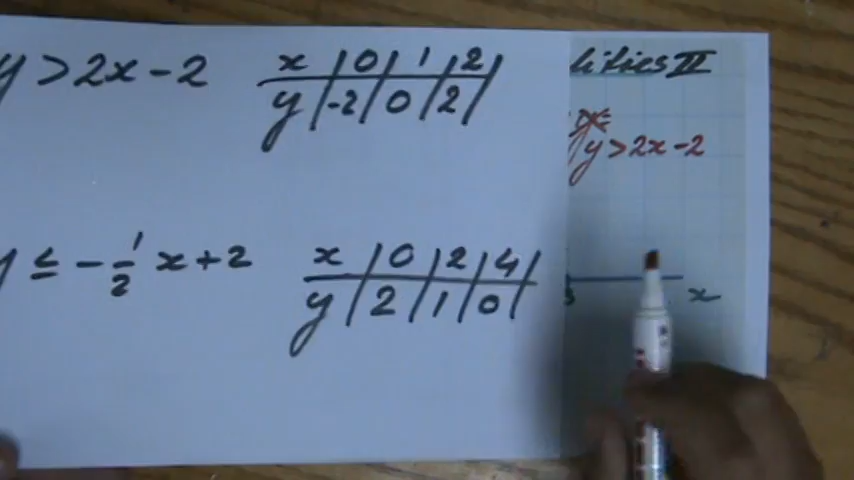 y > 2x - 2
x | 0 | 1 | 2 |
y | -2 | 0 | 2 |
y ≤ - 1/2 x + 2
x | 0 | 2 | 4 |
y | 2 | 1 | 0 |
II
y > 2x - 2
x